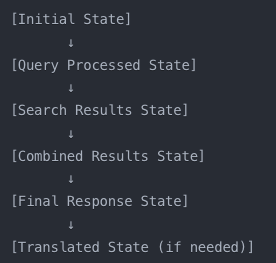 [Initial State]
↓
[Query Processed State]
↓
[Search Results State]
↓
[Combined Results State]
↓
[Final Response State]
↓
[Translated State (if needed)]